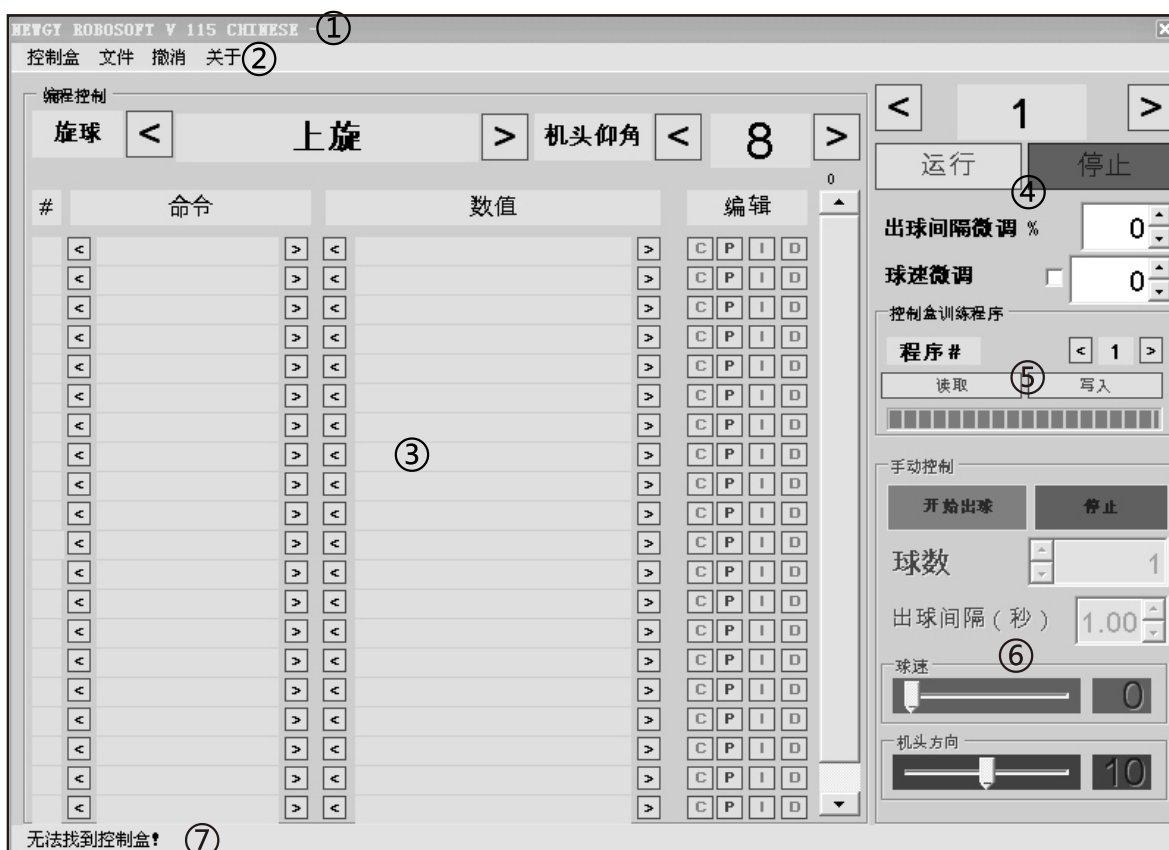 NEWGY ROBOSOFT V 115 CHINESE - ①
控制盒 文件 撤消 关于 ②
编程控制
旋球 < 上旋 > 机头仰角 < 8 >
0
# 命令 数值 编辑
< > < > C P I D
< > < > C P I D
< > < > C P I D
< > < > C P I D
< > < > C P I D
< > < > C P I D
< > < > C P I D
< > < ③ > C P I D
< > < > C P I D
< > < > C P I D
< > < > C P I D
< > < > C P I D
< > < > C P I D
< > < > C P I D
< > < > C P I D
< > < > C P I D
< > < > C P I D
< > < > C P I D
< > < > C P I D
< > < > C P I D
< 1 >
运行 停止
④
出球间隔微调 % 0
球速微调 0
控制盒训练程序
程序# < 1 >
读取 ⑤ 写入
手动控制
开始出球 停止
球数 1
出球间隔(秒) 1.00
⑥
球速
0
机头方向
10
无法找到控制盒! ⑦